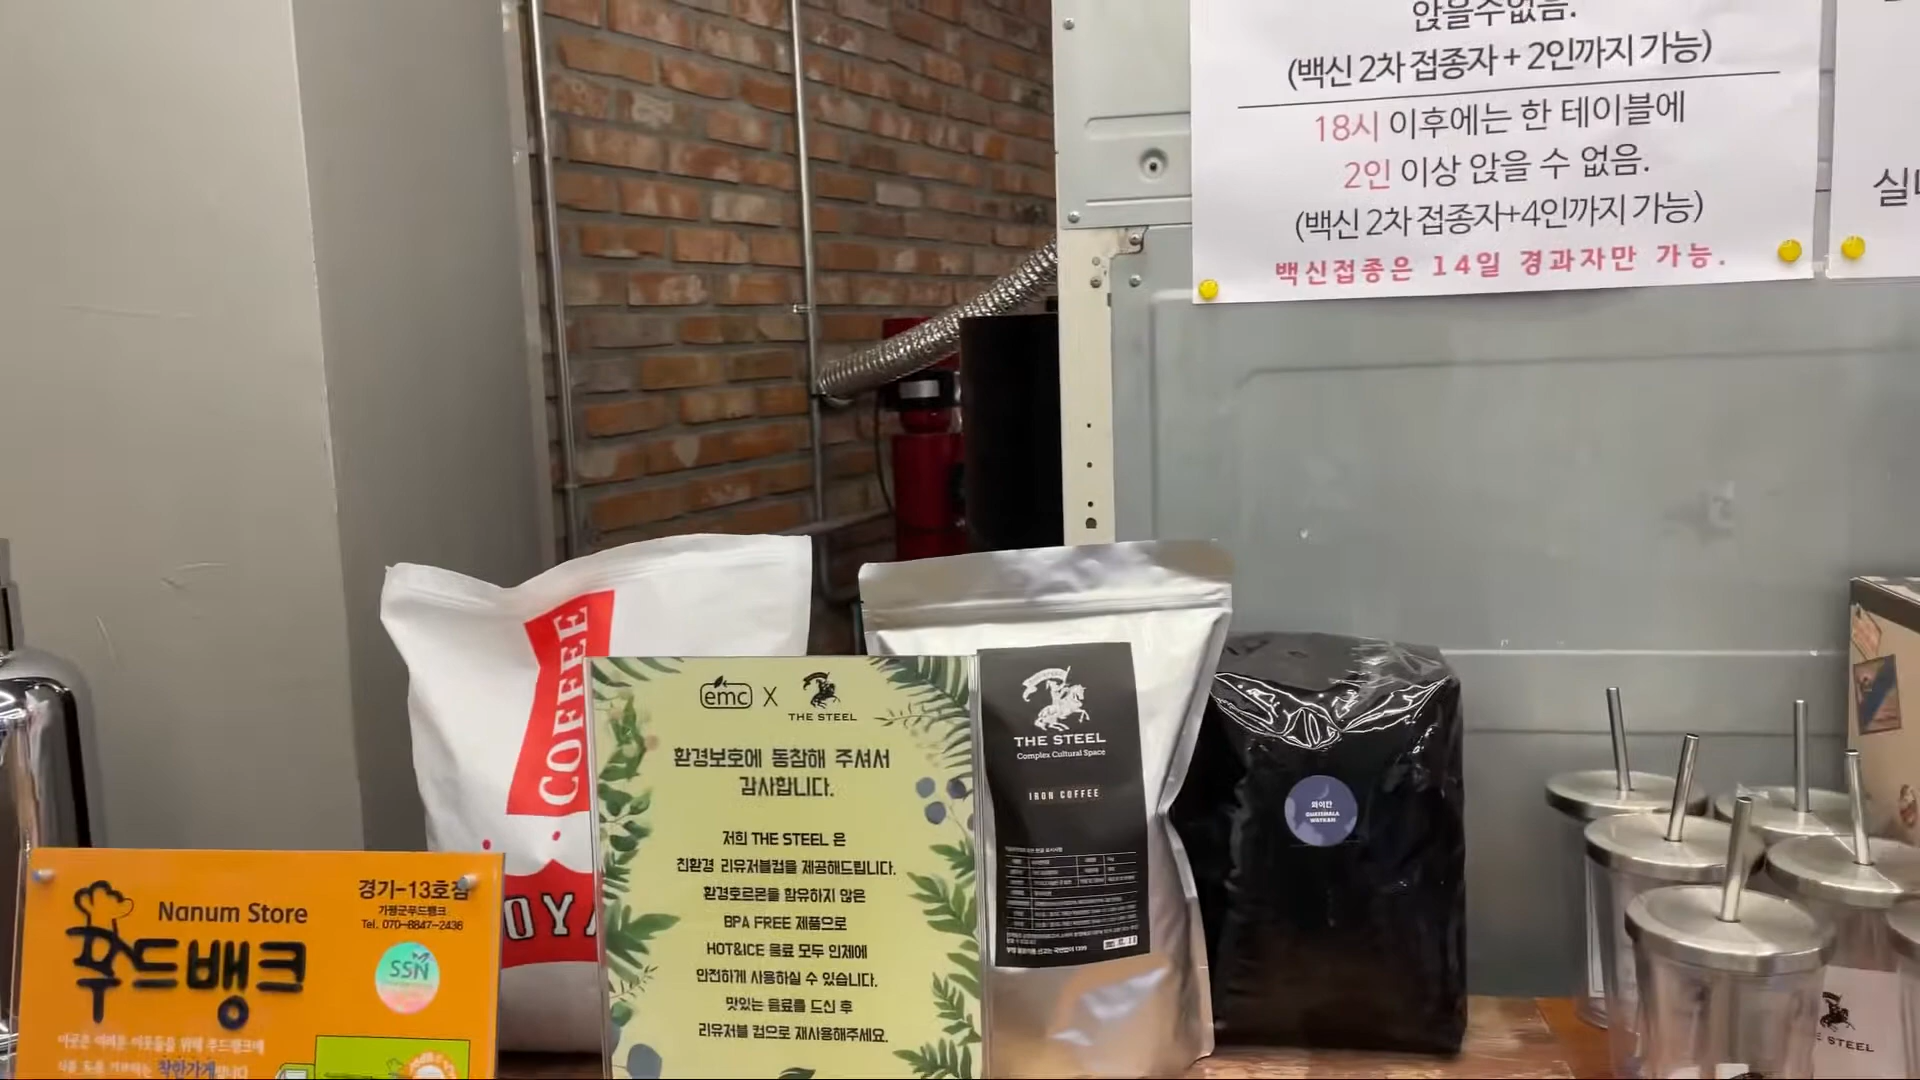 앉을수없음.
(백신 2차 접종자 + 2인까지 가능)
18시 이후에는 한 테이블에
2인 이상 앉을 수 없음.
(백신 2차 접종자+4인까지 가능)
백신접종은 14일 경과자만 가능.
COFFEE
emc X THE STEEL
환경보호에 동참해 주셔서
감사합니다.
저희 THE STEEL 은
친환경 리유저블컵을 제공해드립니다.
환경호르몬을 함유하지 않은
BPA FREE 제품으로
HOT&ICE 음료 모두 인체에
안전하게 사용하실 수 있습니다.
맛있는 음료를 드신 후
리유저블 컵으로 재사용해주세요.
THE STEEL
Complex Cultural Space
IRON COFFEE
와이칸
GUATEMALA
WAYKAN
경기-13호점
가평군푸드뱅크
Tel. 070-8847-2436
Nanum Store
푸드뱅크
SSN
THE STEEL